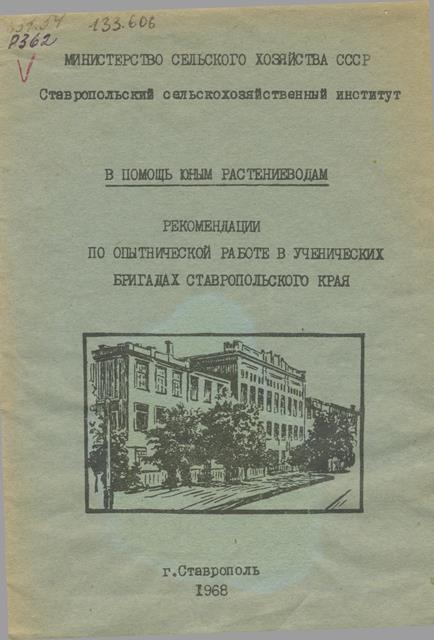 133.606
Р362
МИНИСТЕРСТВО СЕЛЬСКОГО ХОЗЯЙСТВА СССР
Ставропольский сельскохозяйственный институт
В ПОМОЩЬ ЮНЫМ РАСТЕНИЕВОДАМ
РЕКОМЕНДАЦИИ
ПО ОПЫТНИЧЕСКОЙ РАБОТЕ В УЧЕНИЧЕСКИХ
БРИГАДАХ СТАВРОПОЛЬСКОГО КРАЯ
г.Ставрополь
1968